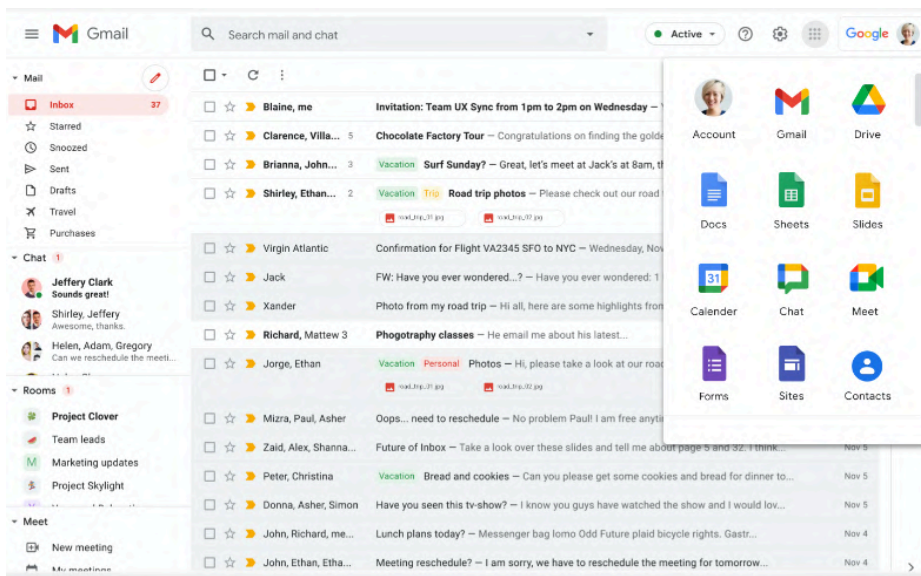 Gmail
Search mail and chat
Active
Google
Mail
Inbox 37
Starred
Snoozed
Sent
Drafts
Travel
Purchases
Chat 1
Jeffery Clark
Sounds great!
Shirley, Jeffery
Awesome, thanks.
Helen, Adam, Gregory
Can we reschedule the meeti...
Rooms 1
Project Clover
Team leads
M Marketing updates
Project Skylight
Meet
New meeting
My meetings
Blaine, me Invitation: Team UX Sync from 1pm to 2pm on Wednesday –
Clarence, Villa... 5 Chocolate Factory Tour – Congratulations on finding the golde
Brianna, John... 3 Vacation Surf Sunday? – Great, let's meet at Jack's at 8am, th
Shirley, Ethan... 2 Vacation Trip Road trip photos – Please check out our road
road_trip_01.jpg road_trip_02.jpg
Virgin Atlantic Confirmation for Flight VA2345 SFO to NYC – Wednesday, Nov
Jack FW: Have you ever wondered...? – Have you ever wondered: 1
Xander Photo from my road trip – Hi all, here are some highlights from
Richard, Mattew 3 Phogotraphy classes – He email me about his latest...
Jorge, Ethan Vacation Personal Photos – Hi, please take a look at our road
road_trip_01.jpg road_trip_02.jpg
Mizra, Paul, Asher Oops... need to reschedule – No problem Paul! I am free anyti
Zaid, Alex, Shanna... Future of Inbox – Take a look over these slides and tell me about page 5 and 32. I think... Nov 5
Peter, Christina Vacation Bread and cookies – Can you please get some cookies and bread for dinner to... Nov 5
Donna, Asher, Simon Have you seen this tv-show? – I know you guys have watched the show and I would lov... Nov 5
John, Richard, me... Lunch plans today? – Messenger bag lomo Odd Future plaid bicycle rights. Gastr... Nov 4
John, Ethan, Etha... Meeting reschedule? – I am sorry, we have to reschedule the meeting for tomorrow... Nov 4
Account Gmail Drive
Docs Sheets Slides
31
Calender Chat Meet
Forms Sites Contacts